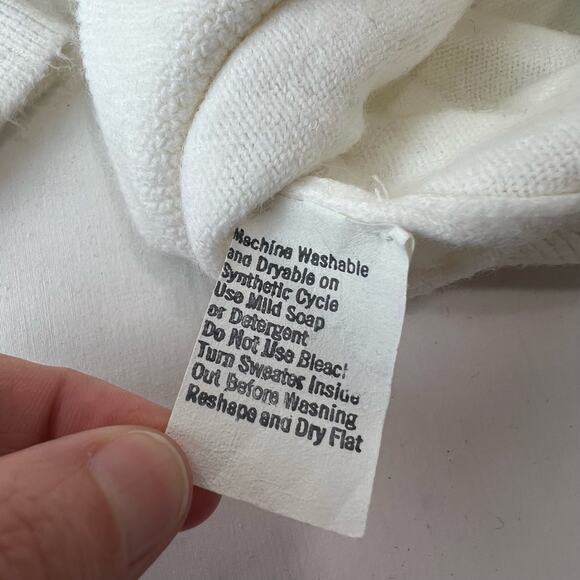 Machine Washable
and Dryable on
Synthetic Cycle
Use Mild Soap
or Detergent
Do Not Use Bleach
Turn Sweater Inside
Out Before Washing
Reshape and Dry Flat